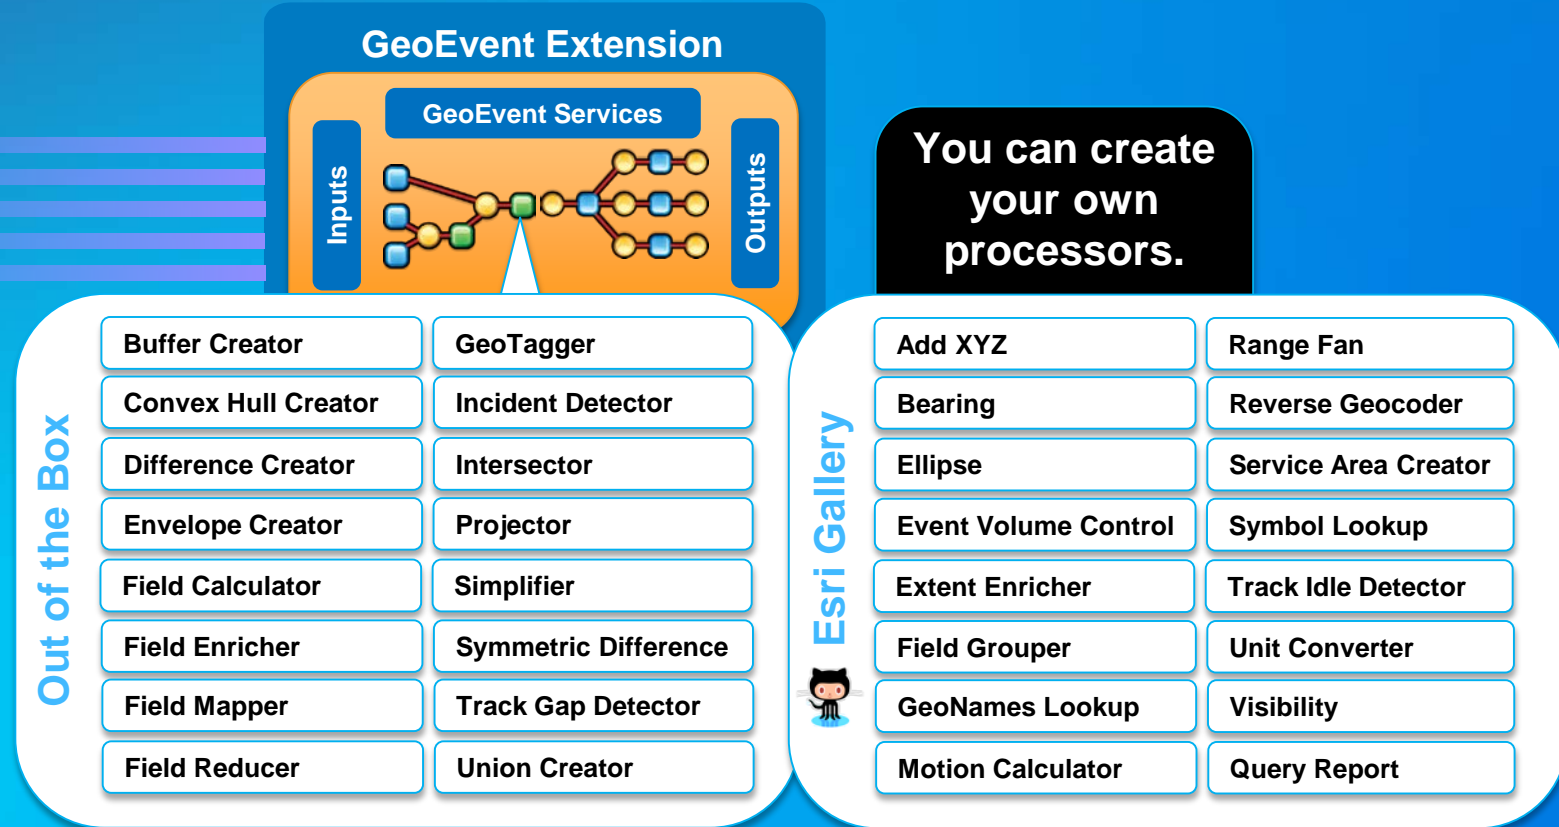 GeoEvent Extension
GeoEvent Services
Inputs
Outputs
You can create
your own
processors.
Out of the Box
Buffer Creator
GeoTagger
Convex Hull Creator
Incident Detector
Difference Creator
Intersector
Envelope Creator
Projector
Field Calculator
Simplifier
Field Enricher
Symmetric Difference
Field Mapper
Track Gap Detector
Field Reducer
Union Creator
Esri Gallery
Add XYZ
Range Fan
Bearing
Reverse Geocoder
Ellipse
Service Area Creator
Event Volume Control
Symbol Lookup
Extent Enricher
Track Idle Detector
Field Grouper
Unit Converter
GeoNames Lookup
Visibility
Motion Calculator
Query Report